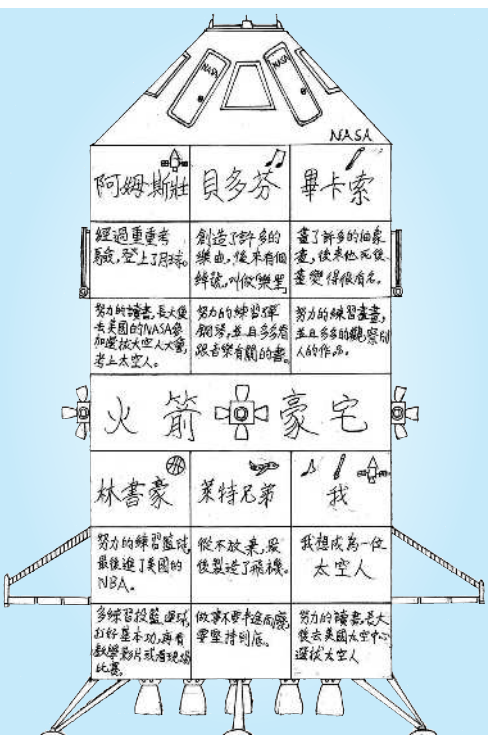 NASA
NASA
NASA
阿姆斯壯
貝多芬
畢卡索
經過重重考
驗,登上了月球。
創造了許多的
樂曲,後來有個
綽號,叫做「樂聖」
畫了許多的抽象
畫,後來他死後,
畫變得很有名。
努力的讀書,長大後
去美國的NASA參
加選拔太空人大會,
考上太空人。
努力的練習彈
鋼琴,並且多多看
跟音樂有關的書。
努力的練習畫畫,
並且多多的觀察別
人的作品。
火箭豪宅
林書豪
萊特兄弟
我
努力的練習籃球,
最後進了美國的
NBA。
從不放棄,最
後製造了飛機。
我想成為一位
太空人
多練習投籃、運球,
打好基本功,再看
教學影片或看現場
比賽。
做事不要半途而廢,
要堅持到底。
努力的讀書,長大
後去美國太空中心
選拔太空人